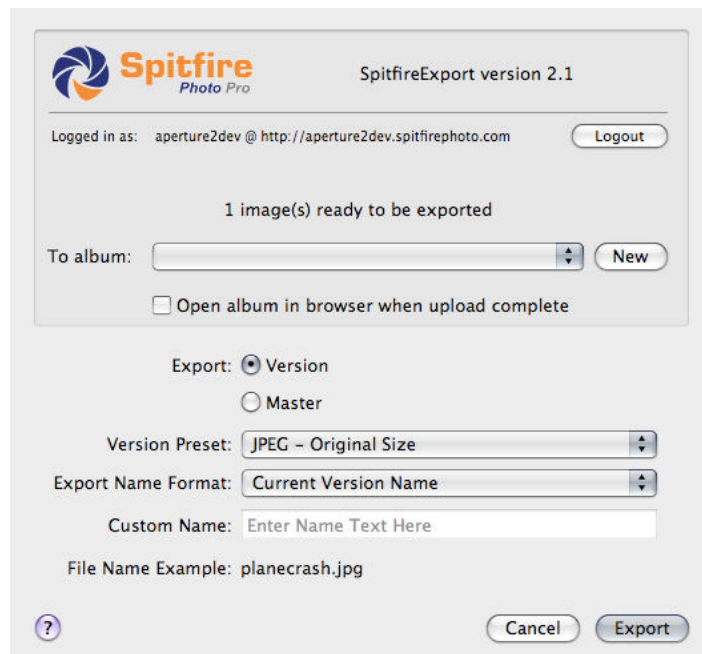 Spitfire
Photo Pro
SpitfireExport version 2.1
Logged in as: aperture2dev @ http://aperture2dev.spitfirephoto.com Logout
1 image(s) ready to be exported
To album: New
Open album in browser when upload complete
Export: Version
Master
Version Preset: JPEG – Original Size
Export Name Format: Current Version Name
Custom Name: Enter Name Text Here
File Name Example: planecrash.jpg
? Cancel Export